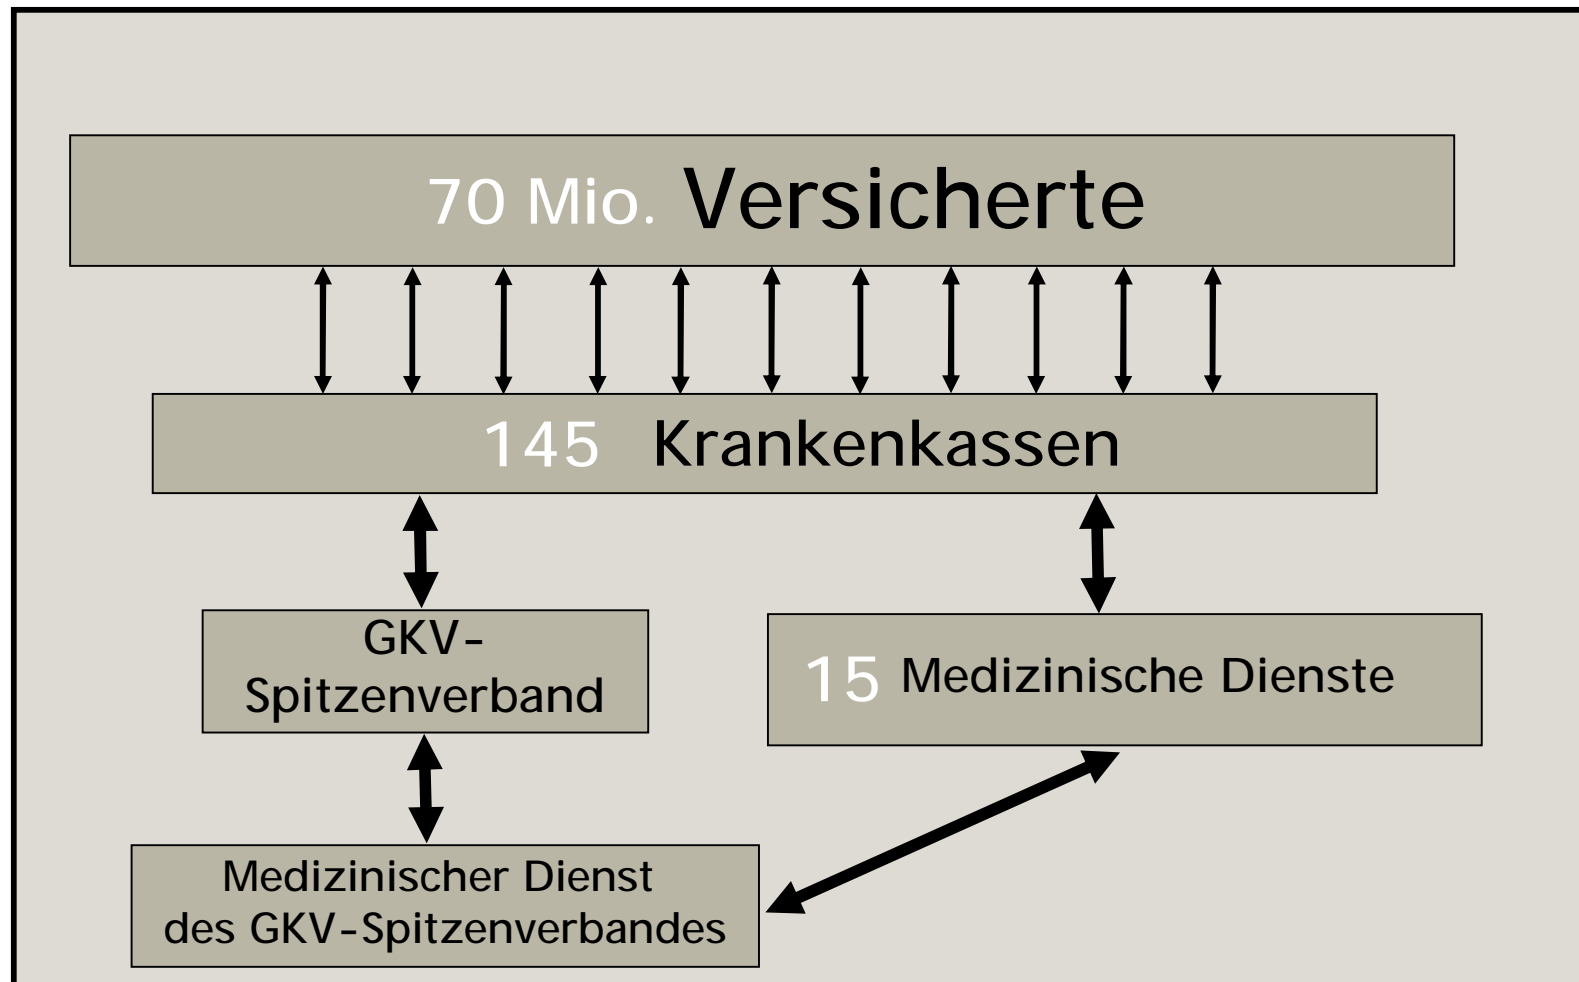 70 Mio. Versicherte
145 Krankenkassen
GKV-
Spitzenverband
15 Medizinische Dienste
Medizinischer Dienst
des GKV-Spitzenverbandes